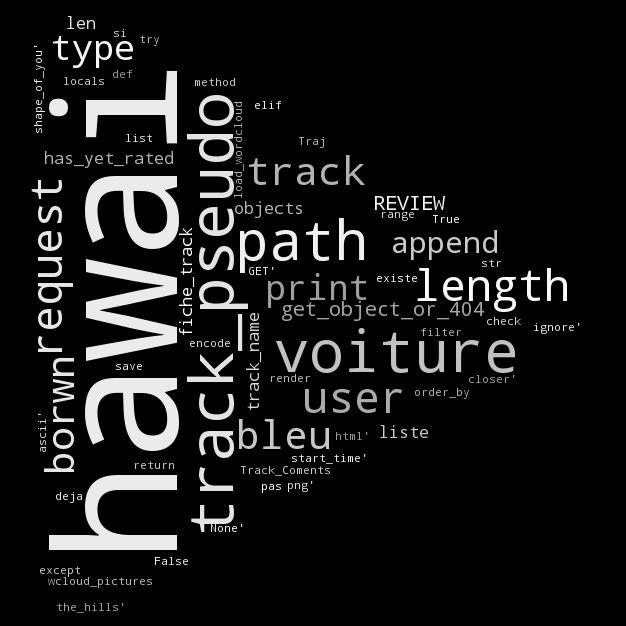 len
si
try
type
shape_of_you'
locals
def
method
hawai
track_pseudo
load_wordcloud
elif
list
Traj
has_yet_rated
track
request
objects
REVIEW
range
True
fiche_track
path
append
GET'
str
print
existe
length
get_object_or_404
track_name
check
ignore'
filter
encode
voiture
borwn
save
render
closer'
user
order_by
ascii'
bleu
html'
liste
start_time'
return
Track_Coments
deja
pas
png'
None'
False
except
wcloud_pictures
the_hills'